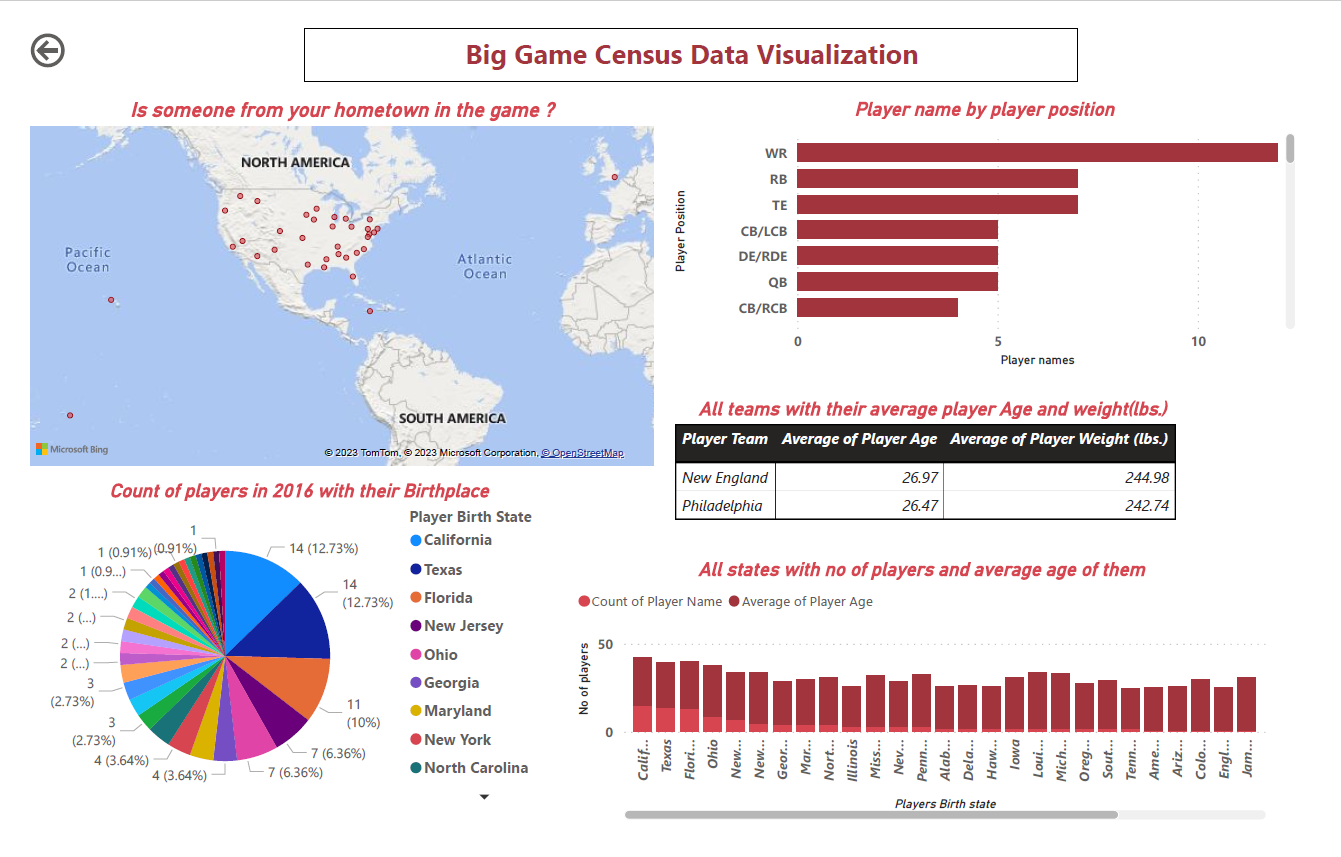 Big Game Census Data Visualization
Is someone from your hometown in the game ?
NORTH AMERICA
Pacific
Ocean
Atlantic
Ocean
SOUTH AMERICA
Microsoft Bing
© 2023 TomTom, © 2023 Microsoft Corporation, © OpenStreetMap
Player name by player position
Player Position
WR
RB
TE
CB/LCB
DE/RDE
QB
CB/RCB
0
5
10
Player names
All teams with their average player Age and weight(lbs.)
Player Team Average of Player Age Average of Player Weight (lbs.)
New England 26.97 244.98
Philadelphia 26.47 242.74
Count of players in 2016 with their Birthplace
14 (12.73%)
14
(12.73%)
11
(10%)
7 (6.36%)
7 (6.36%)
4 (3.64%)
4 (3.64%)
3
(2.73%)
3
(2.73%)
2 (...)
2 (...)
2 (...)
2 (1....)
1 (0.9...)
1 (0.91%)
1
(0.91%)
Player Birth State
California
Texas
Florida
New Jersey
Ohio
Georgia
Maryland
New York
North Carolina
All states with no of players and average age of them
Count of Player Name
Average of Player Age
No of players
50
0
Calif...
Texas
Flori...
Ohio
New...
New...
Geor...
Mar...
Nort...
Illinois
Miss...
Nev...
Penn...
Alab...
Dela...
Haw...
Iowa
Loui...
Mich...
Oreg...
Sout...
Tenn...
Ame...
Ariz...
Colo...
Engl...
Jam...
Players Birth state